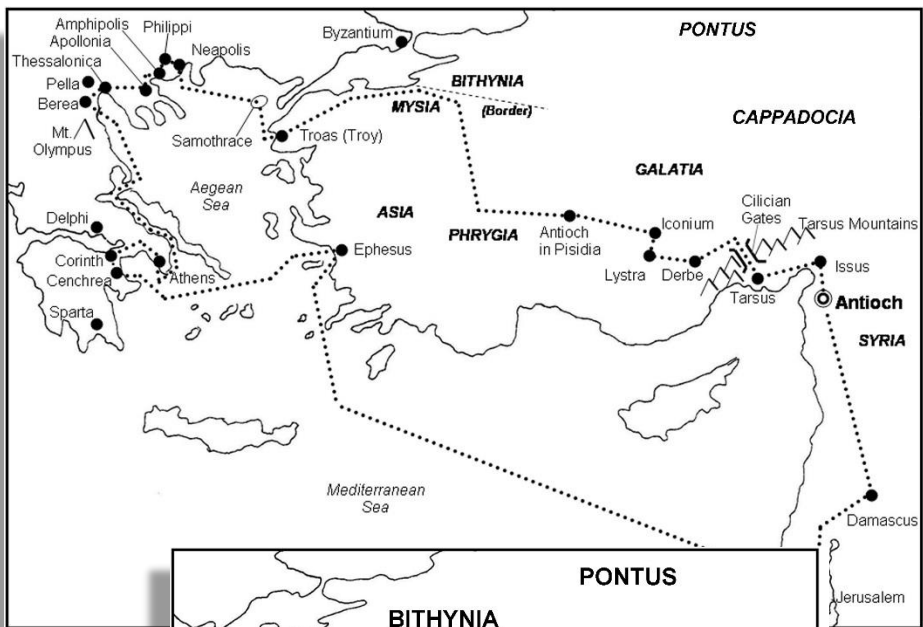 Amphipolis
Philippi
Byzantium
PONTUS
Apollonia
Neapolis
Thessalonica
Pella
BITHYNIA
Berea
MYSIA
(Border)
CAPPADOCIA
Mt.
Olympus
Samothrace
Troas (Troy)
GALATIA
Aegean
Sea
Cilician
Gates
Delphi
ASIA
Iconium
Tarsus Mountains
PHRYGIA
Antioch
in Pisidia
Corinth
Ephesus
Cenchrea
Athens
Lystra
Derbe
Issus
Tarsus
Sparta
Antioch
SYRIA
Mediterranean
Sea
Damascus
PONTUS
Jerusalem
BITHYNIA